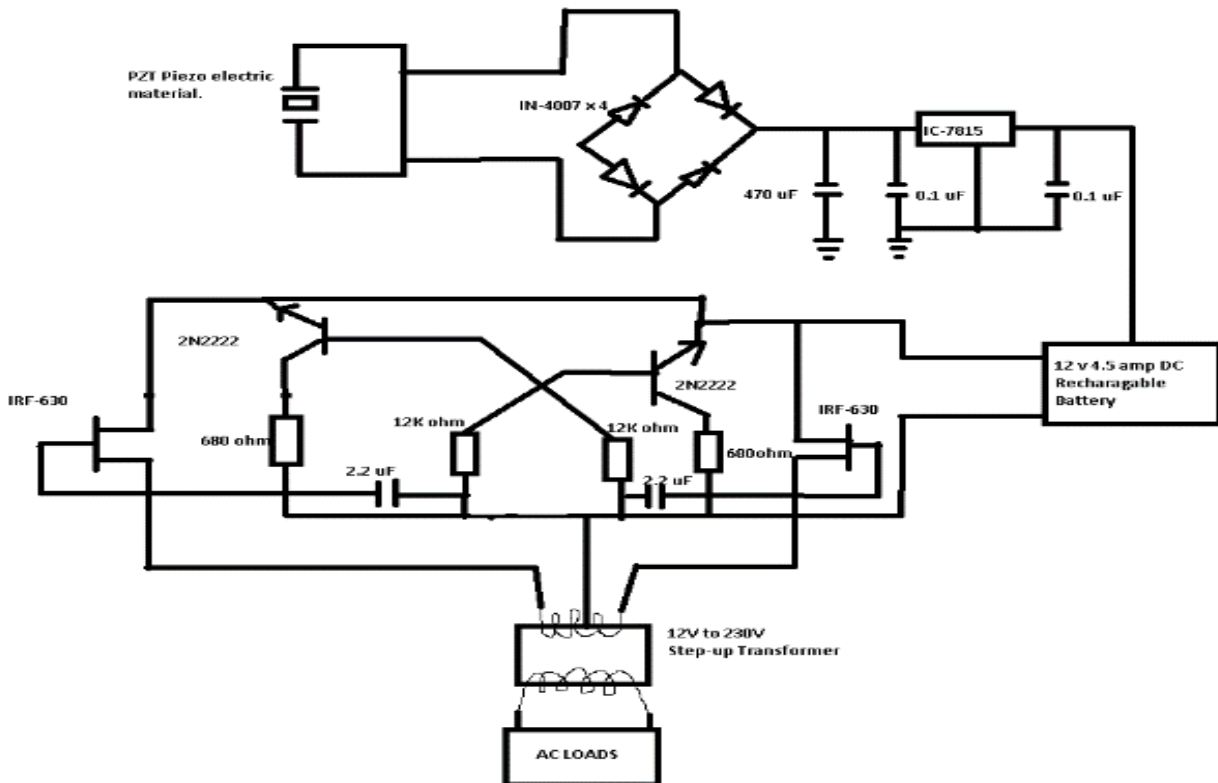 PZT Piezo electric
material.
IN-4007 x 4
IC-7815
470 uF
0.1 uF
0.1 uF
2N2222
2N2222
12 v 4.5 amp DC
Recharagable
Battery
IRF-630
IRF-630
680 ohm
12K ohm
12K ohm
680ohm
2.2 uF
2.2 uF
12V to 230V
Step-up Transformer
AC LOADS